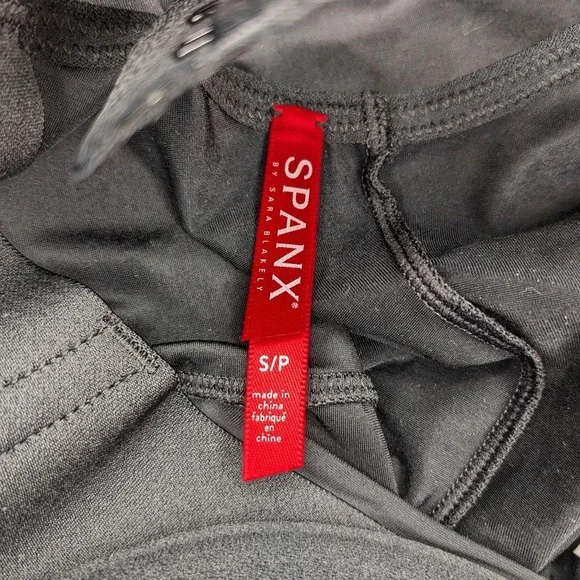 SPANX®
BY SARA BLAKELY
S/P
made in
china
fabriqué
en
chine